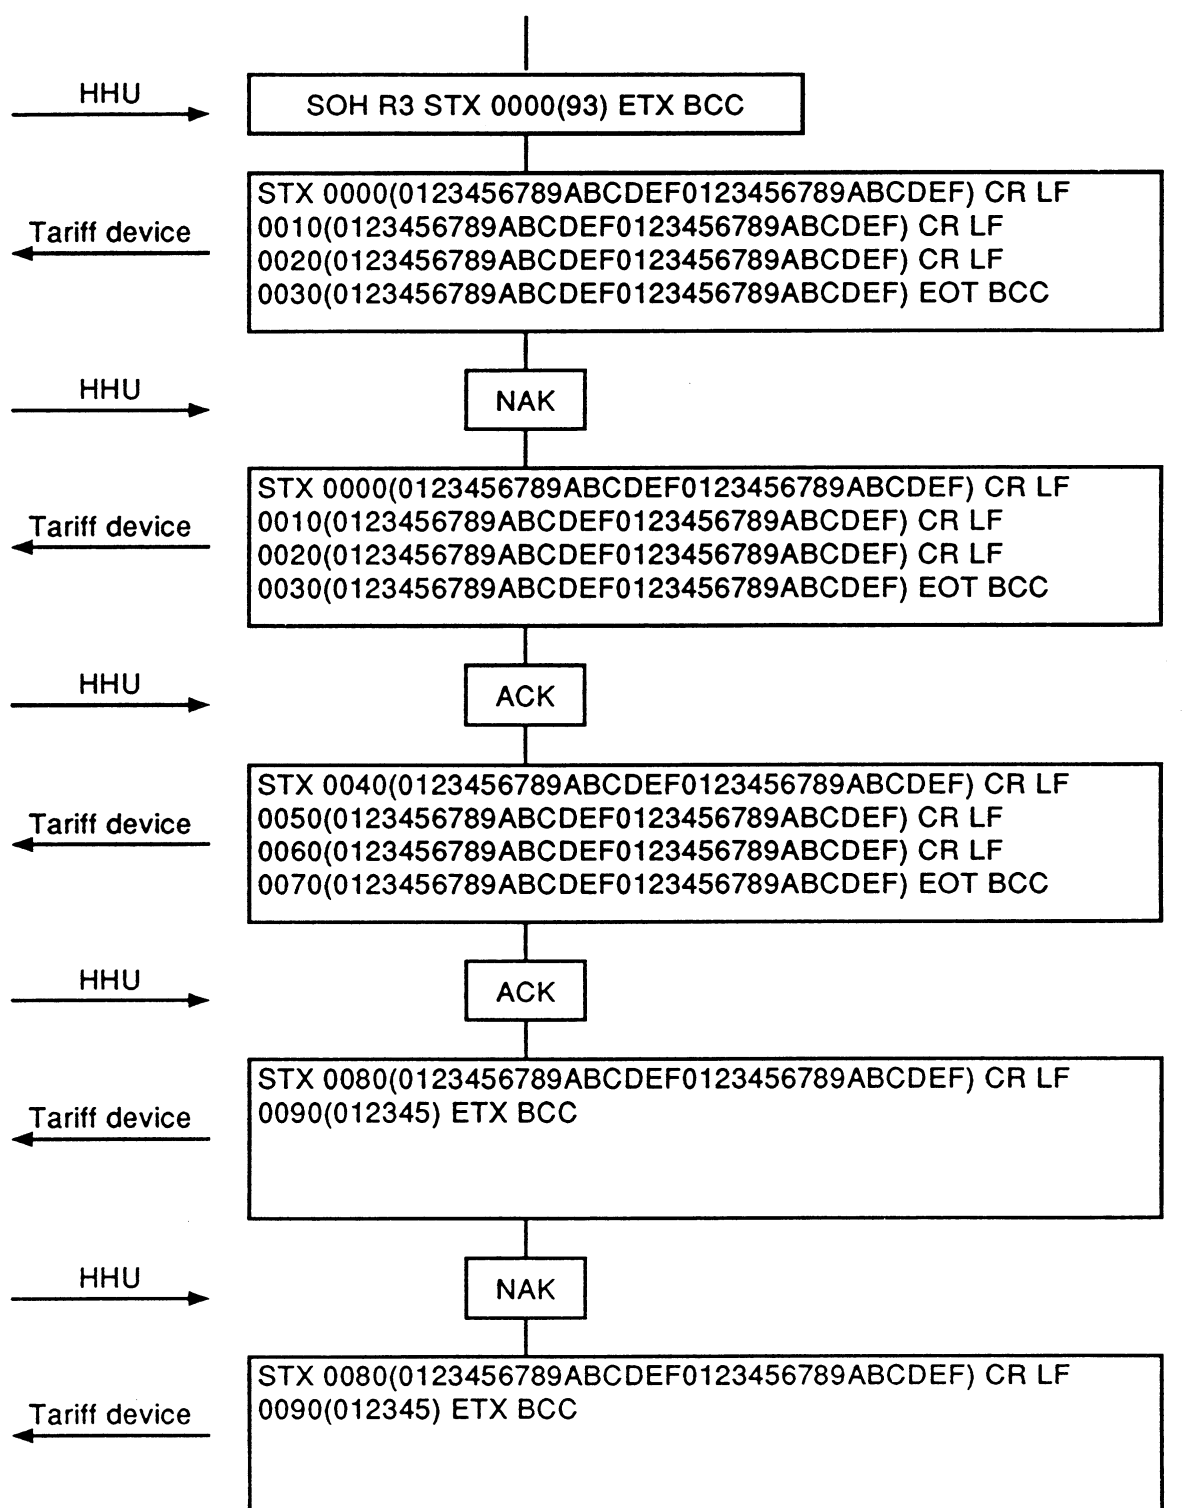 HHU
SOH R3 STX 0000(93) ETX BCC
Tariff device
STX 0000(0123456789ABCDEF0123456789ABCDEF) CR LF
0010(0123456789ABCDEF0123456789ABCDEF) CR LF
0020(0123456789ABCDEF0123456789ABCDEF) CR LF
0030(0123456789ABCDEF0123456789ABCDEF) EOT BCC
HHU
NAK
Tariff device
STX 0000(0123456789ABCDEF0123456789ABCDEF) CR LF
0010(0123456789ABCDEF0123456789ABCDEF) CR LF
0020(0123456789ABCDEF0123456789ABCDEF) CR LF
0030(0123456789ABCDEF0123456789ABCDEF) EOT BCC
HHU
ACK
Tariff device
STX 0040(0123456789ABCDEF0123456789ABCDEF) CR LF
0050(0123456789ABCDEF0123456789ABCDEF) CR LF
0060(0123456789ABCDEF0123456789ABCDEF) CR LF
0070(0123456789ABCDEF0123456789ABCDEF) EOT BCC
HHU
ACK
Tariff device
STX 0080(0123456789ABCDEF0123456789ABCDEF) CR LF
0090(012345) ETX BCC
HHU
NAK
Tariff device
STX 0080(0123456789ABCDEF0123456789ABCDEF) CR LF
0090(012345) ETX BCC